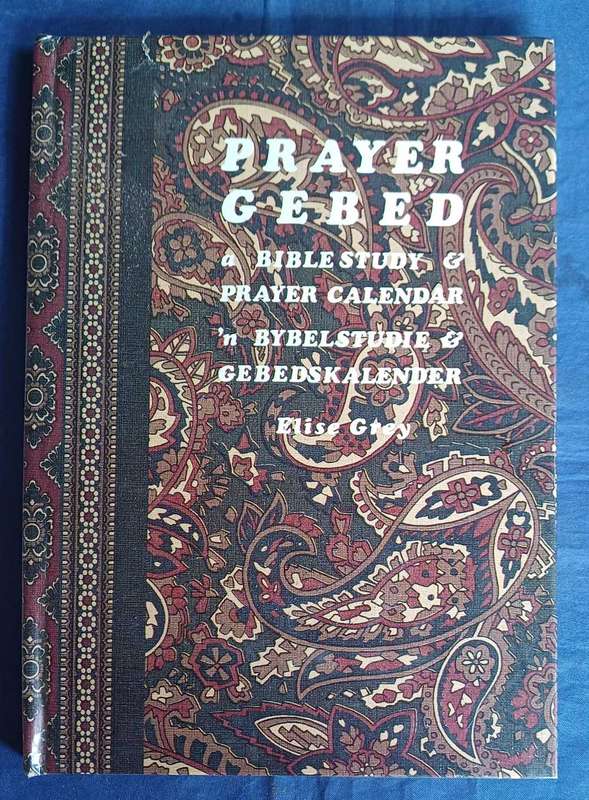 PRAYER
GEBED
a BIBLE STUDY &
PRAYER CALENDAR
'n BYBELSTUDIE &
GEBEDSKALENDER
Elise Grey